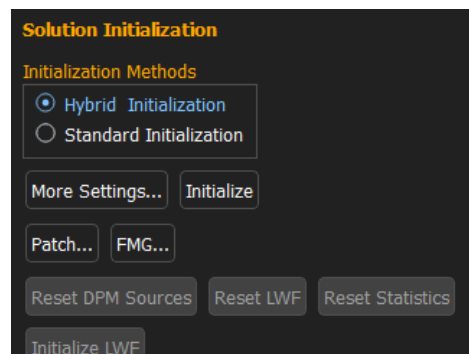 Solution Initialization
Initialization Methods
Hybrid Initialization
Standard Initialization
More Settings... Initialize
Patch... FMG...
Reset DPM Sources Reset LWF Reset Statistics
Initialize LWF